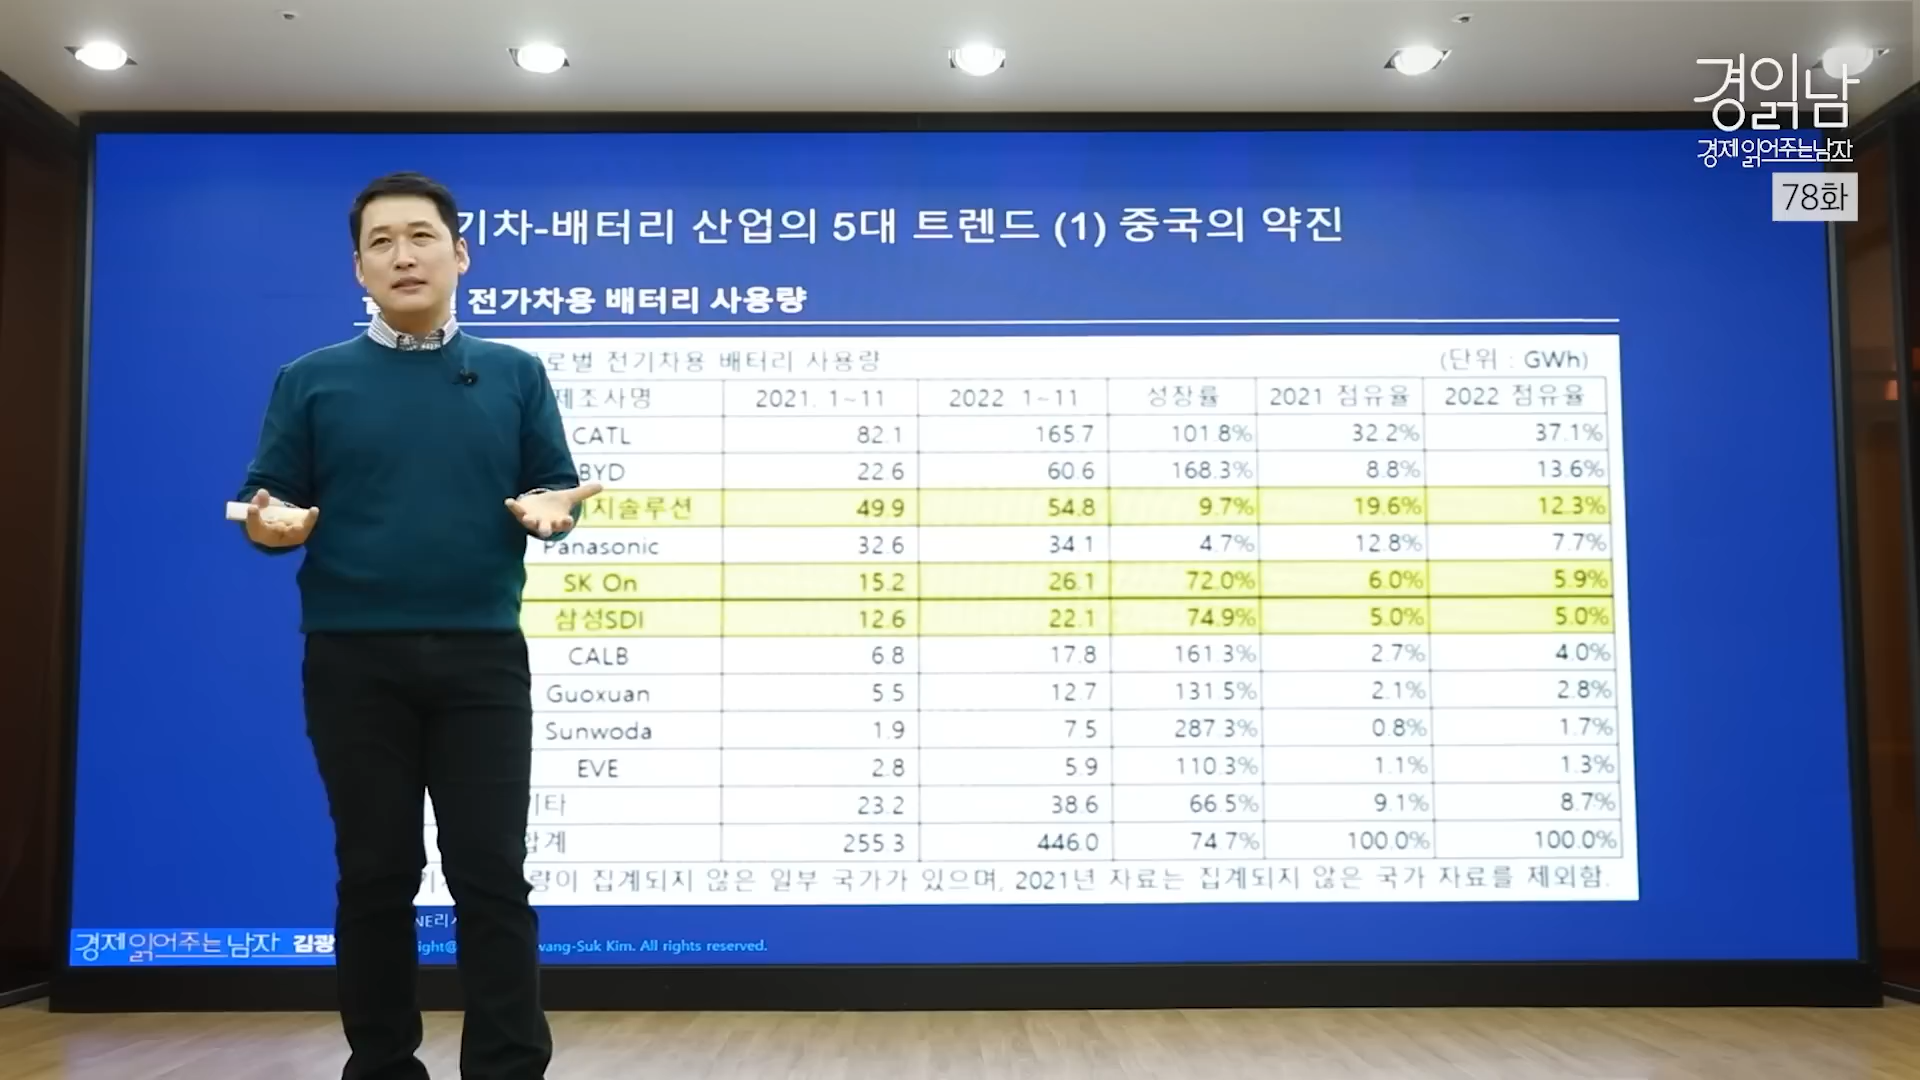 경읽남
경제 읽어주는 남자
78화
기차-배터리 산업의 5대 트렌드 (1) 중국의 약진
전가차용 배터리 사용량
로벌 전기차용 배터리 사용량 (단위 : GWh)
제조사명 2021. 1~11 2022 1~11 성장률 2021 점유율 2022 점유율
CATL 82.1 165.7 101.8% 32.2% 37.1%
BYD 22.6 60.6 168.3% 8.8% 13.6%
지솔루션 49.9 54.8 9.7% 19.6% 12.3%
Panasonic 32.6 34.1 4.7% 12.8% 7.7%
SK On 15.2 26.1 72.0% 6.0% 5.9%
삼성SDI 12.6 22.1 74.9% 5.0% 5.0%
CALB 6.8 17.8 161.3% 2.7% 4.0%
Guoxuan 5.5 12.7 131.5% 2.1% 2.8%
Sunwoda 1.9 7.5 287.3% 0.8% 1.7%
EVE 2.8 5.9 110.3% 1.1% 1.3%
기타 23.2 38.6 66.5% 9.1% 8.7%
합계 255.3 446.0 74.7% 100.0% 100.0%
량이 집계되지 않은 일부 국가가 있으며, 2021년 자료는 집계되지 않은 국가 자료를 제외함.
NE리서
경제 읽어주는 남자 김광
ight@ wang-Suk Kim. All rights reserved.